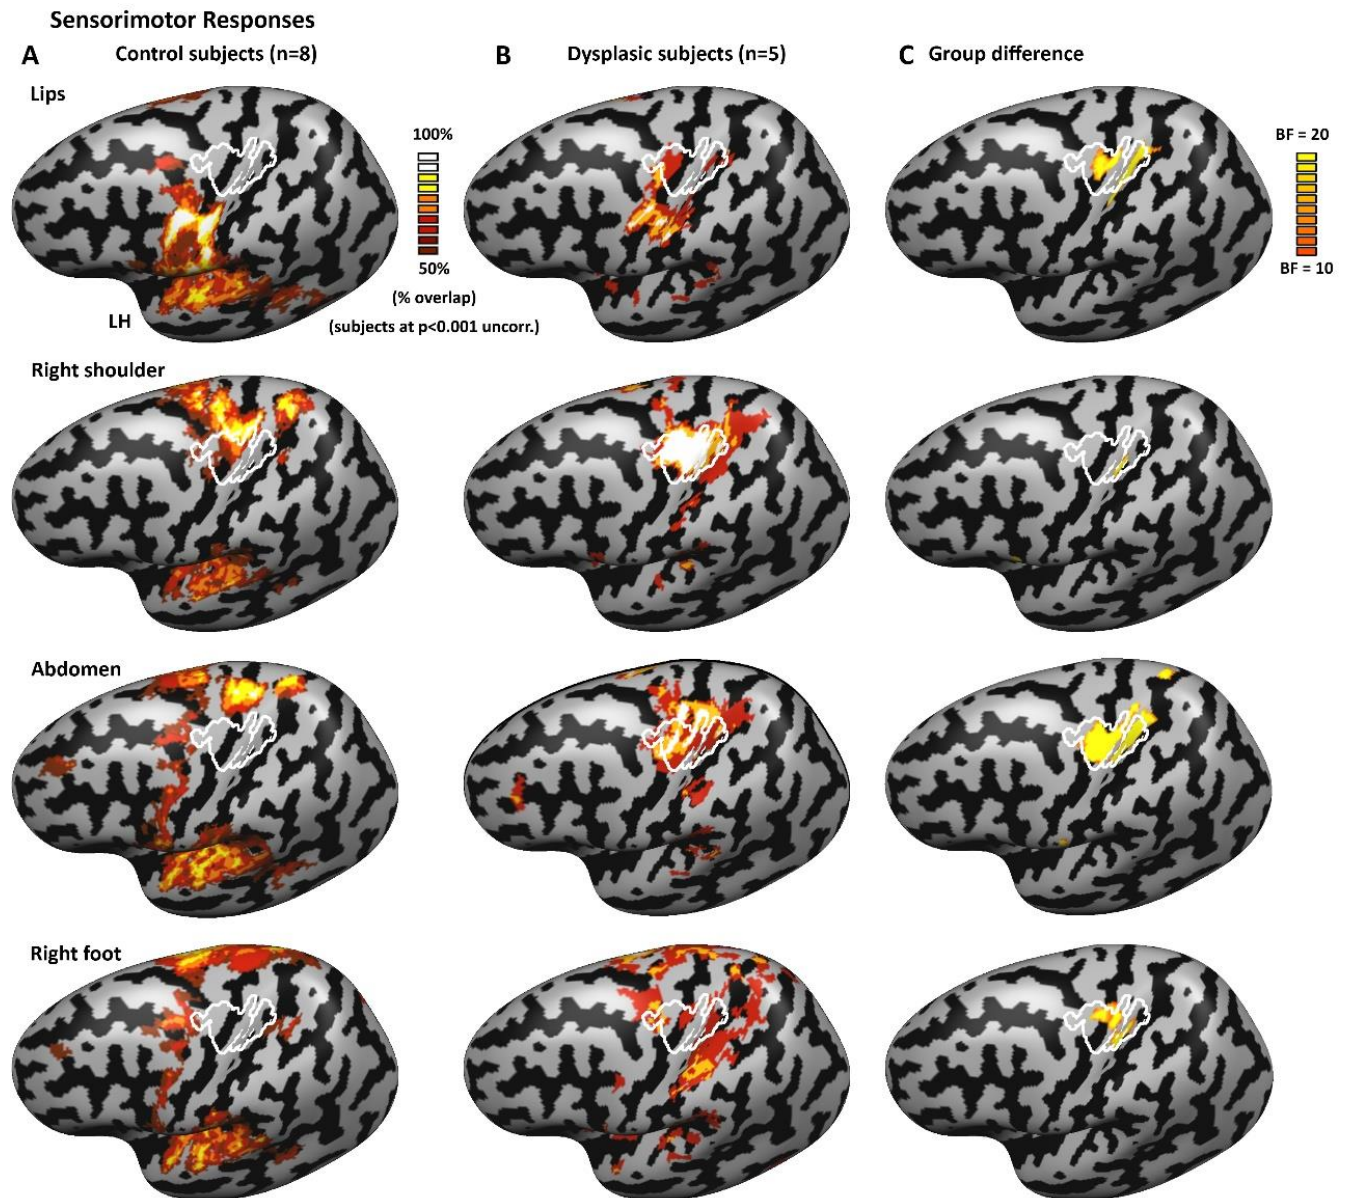 Sensorimotor Responses
A Control subjects (n=8)
B Dysplasic subjects (n=5)
C Group difference
Lips
100%
50%
(% overlap)
(subjects at p<0.001 uncorr.)
LH
BF = 20
BF = 10
Right shoulder
Abdomen
Right foot